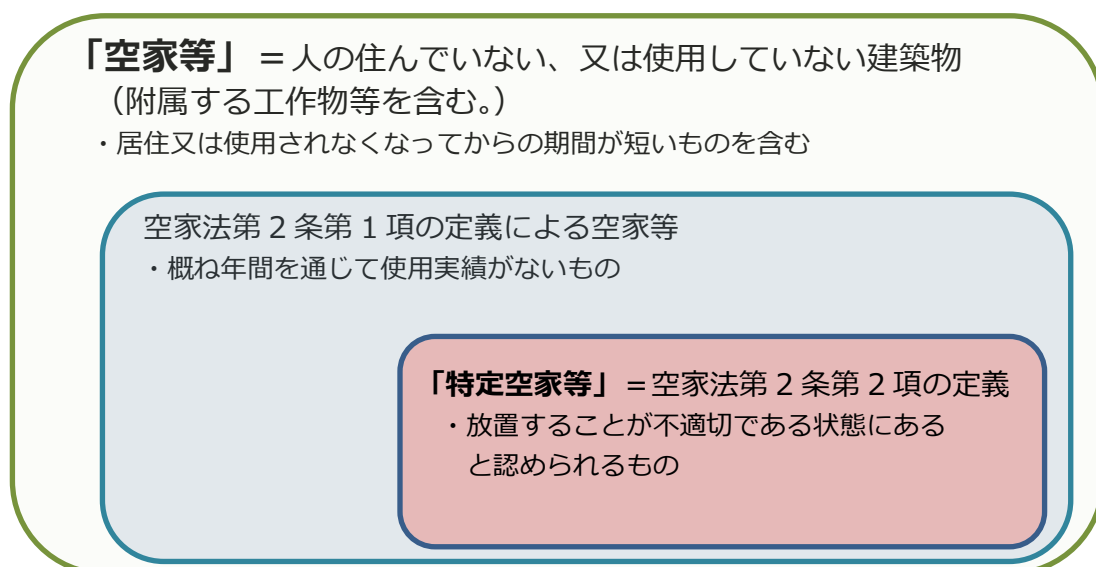 「空家等」＝人の住んでいない、又は使用していない建築物
（附属する工作物等を含む。）
・居住又は使用されなくなってからの期間が短いものを含む
空家法第２条第１項の定義による空家等
・概ね年間を通じて使用実績がないもの
「特定空家等」＝空家法第２条第２項の定義
・放置することが不適切である状態にある
と認められるもの